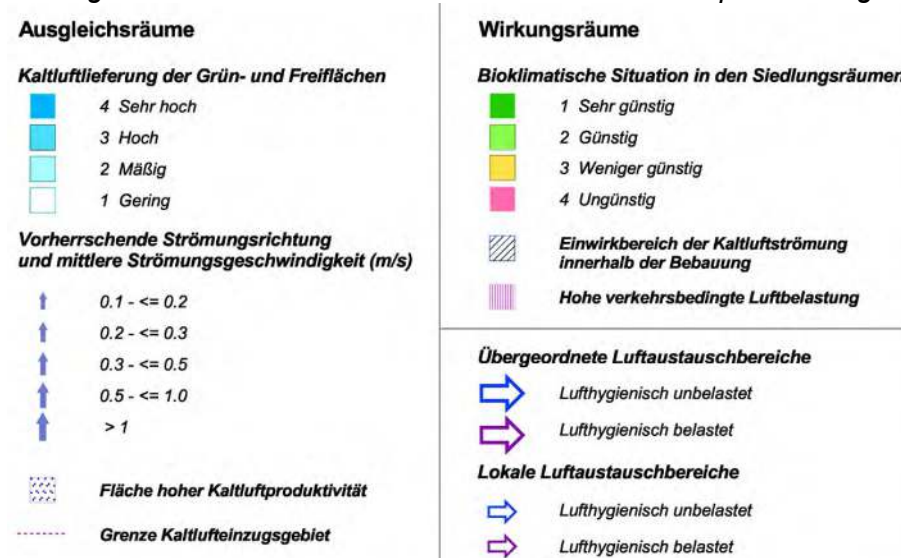 Ausgleichsräume
Kaltluftlieferung der Grün- und Freiflächen
4 Sehr hoch
3 Hoch
2 Mäßig
1 Gering
Vorherrschende Strömungsrichtung
und mittlere Strömungsgeschwindigkeit (m/s)
0.1 - <= 0.2
0.2 - <= 0.3
0.3 - <= 0.5
0.5 - <= 1.0
> 1
Fläche hoher Kaltluftproduktivität
Grenze Kaltlufteinzugsgebiet
Wirkungsräume
Bioklimatische Situation in den Siedlungsräumen
1 Sehr günstig
2 Günstig
3 Weniger günstig
4 Ungünstig
Einwirkbereich der Kaltluftströmung
innerhalb der Bebauung
Hohe verkehrsbedingte Luftbelastung
Übergeordnete Luftaustauschbereiche
Lufthygienisch unbelastet
Lufthygienisch belastet
Lokale Luftaustauschbereiche
Lufthygienisch unbelastet
Lufthygienisch belastet